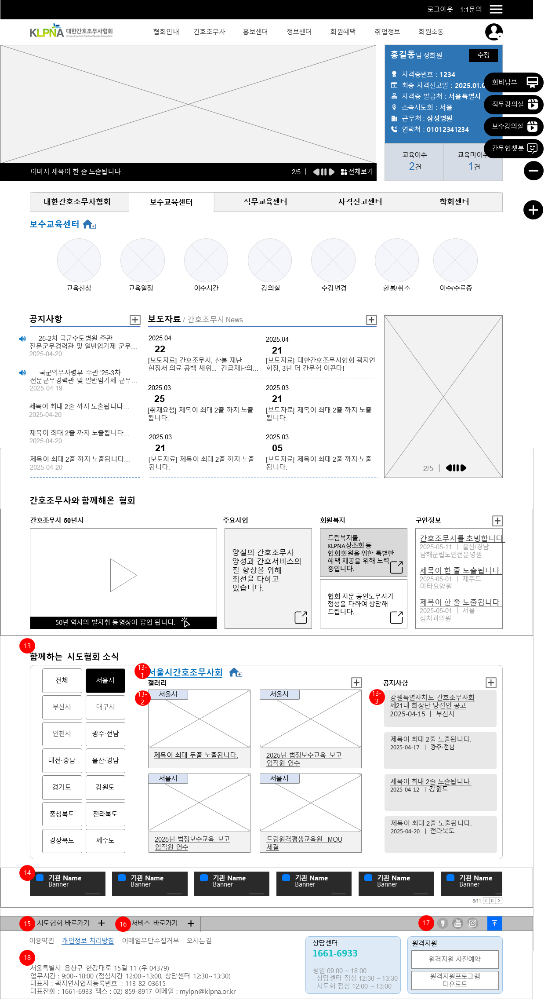 로그아웃 1:1문의
KLPNA 대한간호조무사협회
Korean Licensed Practical Nurses Association
협회안내 간호조무사 홍보센터 정보센터 회원혜택 취업정보 회원소통
홍길동님 정회원 수정
자격증번호 : 1234
최종 자격신고일 : 2025.01.0
자격증 발급처 : 서울특별시
소속시도회 : 서울
근무처 : 삼성병원
연락처 : 01012341234
교육이수 교육미이수
2건 1건
회비납부
직무강의실
보수강의실
간무협챗봇
이미지 제목이 한 줄 노출됩니다. 2/5 | 전체보기
대한간호조무사협회 보수교육센터 직무교육센터 자격신고센터 학회센터
보수교육센터
교육신청 교육일정 이수시간 강의실 수강변경 환불/취소 이수/수료증
공지사항
25-2차 국군수도병원 주관
전문군무경력관 및 일반임기제 군무...
2025-04-20
국군의무사령부 주관 '25-3차
전문군무경력관 및 일반임기제 군무...
2025-04-19
제목이 최대 2줄 까지 노출됩니다...
2025-04-20
제목이 최대 2줄 까지 노출됩니다...
2025-04-20
제목이 최대 2줄 까지 노출됩니다...
2025-04-20
보도자료 / 간호조무사 News
2025.04
22
[보도자료] 간호조무사, 산불 재난
현장서 의료 공백 채워... 긴급재난의...
2025.04
21
[보도자료] 대한간호조무사협회 곽지연
회장, 3년 더 간무협 이끈다!
2025.03
25
[취재요청] 제목이 최대 2줄 까지 노출
됩니다.
2025.03
21
[보도자료] 제목이 최대 2줄 까지 노출
됩니다.
2025.03
21
[보도자료] 제목이 최대 2줄 까지 노출
됩니다.
2025.03
05
[보도자료] 제목이 최대 2줄 까지 노출
됩니다.
2/5 |
간호조무사와 함께해온 협회
간호조무사 50년사
50년 역사의 발자취 동영상이 팝업 됩니다.
주요사업
양질의 간호조무사
양성과 간호서비스의
질 향상을 위해
최선을 다하고
있습니다.
회원복지
드림복지몰,
KLPNA상조회 등
협회회원을 위한 특별한
혜택 제공을 위해 노력
중입니다.
협회 자문 공인노무사가
정성을 다하여 상담해
드립니다.
구인정보
간호조무사를 초빙합니다.
2025-05-11 | 울산/경남
남해군립노인전문병원
제목이 한 줄 노출됩니다.
2025-05-01 | 제주도
미타요양원
제목이 한 줄 노출됩니다.
2025-05-01 | 서울
심치과의원
13
함께하는 시도협회 소식
전체 서울시
부산시 대구시
인천시 광주·전남
대전·충남 울산·경남
경기도 강원도
충청북도 전라북도
경상북도 제주도
13-1
서울시간호조무사회
갤러리
13-2
서울시
제목이 최대 두줄 노출됩니다.
서울시
2025년 법정보수교육 보고
임직원 연수
서울시
2025년 법정보수교육 보고
임직원 연수
서울시
드림원격평생교육원 MOU
체결
공지사항
13-3
강원특별자치도 간호조무사회
제21대 회장단 당선인 공고
2025-04-15 | 부산시
제목이 최대 2줄 노출됩니다.
2025-04-17 | 광주·전남
제목이 최대 2줄 노출됩니다.
2025-04-12 | 강원도
제목이 최대 2줄 노출됩니다.
2025-04-20 | 전라북도
14
기관 Name 기관 Name 기관 Name 기관 Name 기관 Name 기관 Name
Banner Banner Banner Banner Banner Banner
6/11
15 시도협회 바로가기 16 서비스 바로가기 17 You Tube
이용약관 개인정보 처리방침 이메일무단수집거부 오시는길
18
서울특별시 용산구 한강대로 15길 11 (우 04379)
업무시간 : 9:00~18:00 (점심시간 12:00~13:00, 상담센터 12:30~13:30)
대표자 : 곽지연사업자등록번호 : 113-82-03615
대표전화 : 1661-6933 팩스 : 02) 859-8917 이메일 : mylpn@klpna.or.kr
상담센터
1661-6933
평일 09:00 ~ 18:00
- 상담센터 점심 12:30 ~ 13:30
- 시도회 점심 12:00 ~ 13:00
원격지원
원격지원 사전예약
원격지원프로그램
다운로드